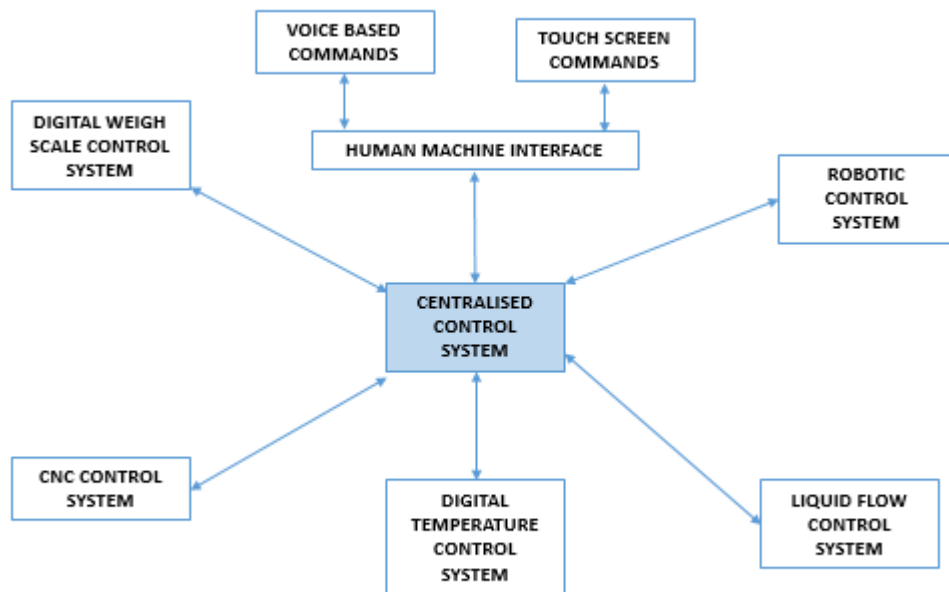 VOICE BASED
COMMANDS
TOUCH SCREEN
COMMANDS
DIGITAL WEIGH
SCALE CONTROL
SYSTEM
HUMAN MACHINE INTERFACE
ROBOTIC
CONTROL
SYSTEM
CENTRALISED
CONTROL
SYSTEM
CNC CONTROL
SYSTEM
DIGITAL
TEMPERATURE
CONTROL
SYSTEM
LIQUID FLOW
CONTROL
SYSTEM